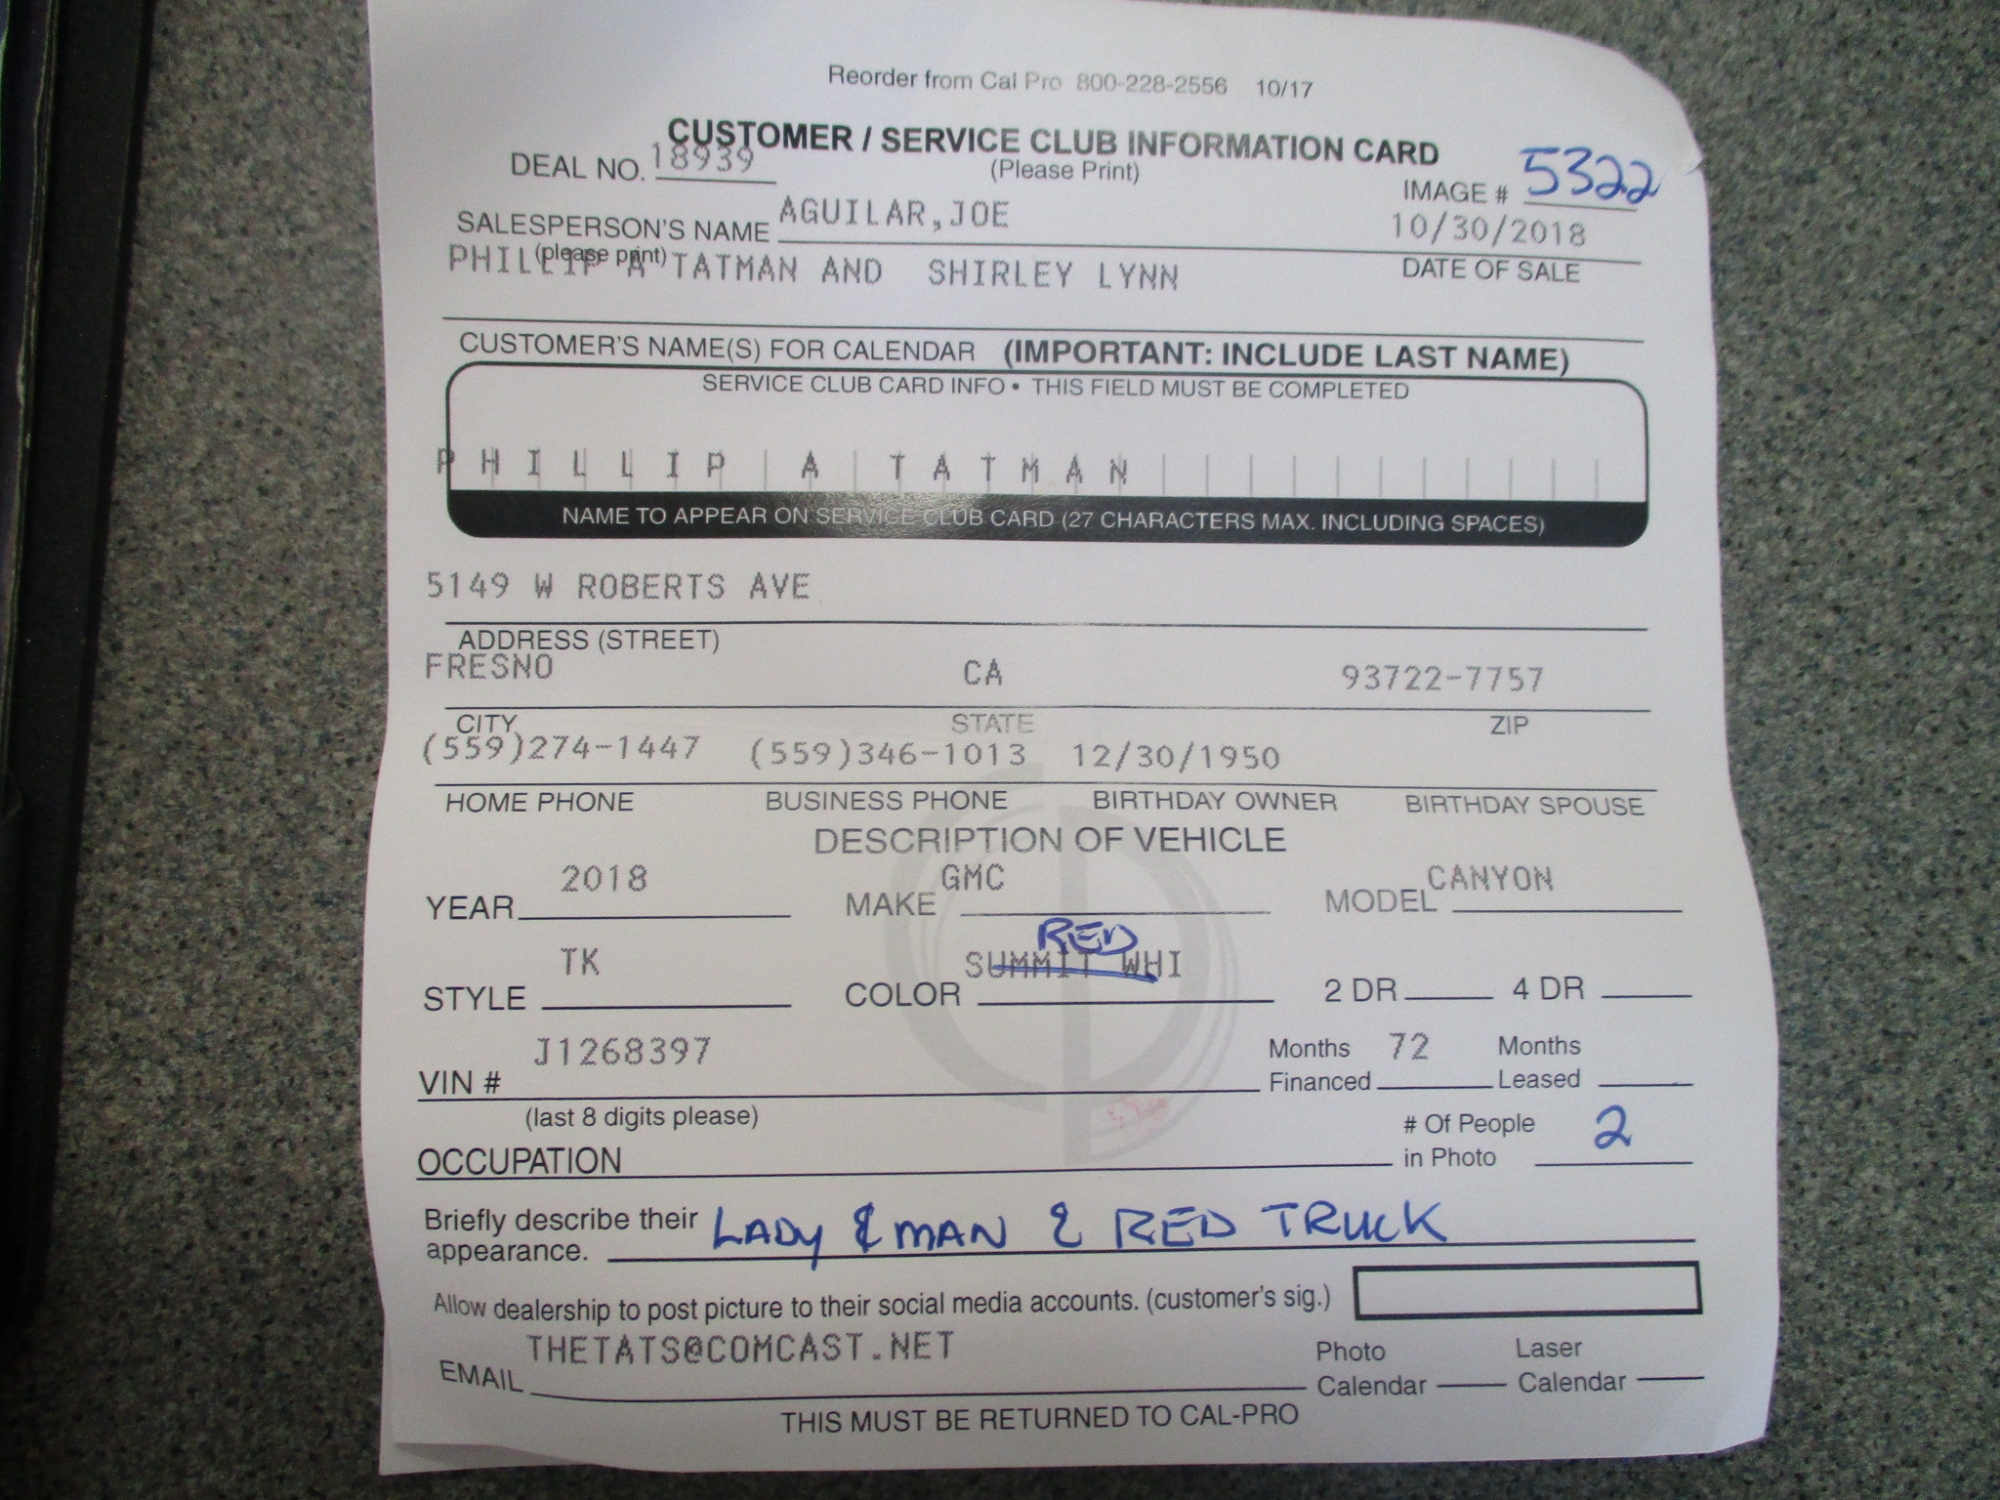 Reorder from Cal Pro 800-228-2556 10/17
CUSTOMER / SERVICE CLUB INFORMATION CARD
DEAL NO. 18939 (Please Print) IMAGE # 5322
SALESPERSON'S NAME AGUILAR,JOE 10/30/2018
(please print) DATE OF SALE
PHILLIP A TATMAN AND SHIRLEY LYNN
CUSTOMER'S NAME(S) FOR CALENDAR (IMPORTANT: INCLUDE LAST NAME)
SERVICE CLUB CARD INFO • THIS FIELD MUST BE COMPLETED
PHILLIP A TATMAN
NAME TO APPEAR ON SERVICE CLUB CARD (27 CHARACTERS MAX. INCLUDING SPACES)
5149 W ROBERTS AVE
ADDRESS (STREET)
FRESNO CA 93722-7757
CITY STATE ZIP
(559)274-1447 (559)346-1013 12/30/1950
HOME PHONE BUSINESS PHONE BIRTHDAY OWNER BIRTHDAY SPOUSE
DESCRIPTION OF VEHICLE
YEAR 2018 MAKE GMC MODEL CANYON
RED
STYLE TK COLOR SUMMIT WHI 2 DR 4 DR
VIN # J1268397 Months Financed 72 Months Leased
(last 8 digits please)
OCCUPATION # Of People in Photo 2
Briefly describe their appearance. LADY & MAN & RED TRUCK
Allow dealership to post picture to their social media accounts. (customer's sig.)
EMAIL THETATS@COMCAST.NET Photo Calendar Laser Calendar
THIS MUST BE RETURNED TO CAL-PRO